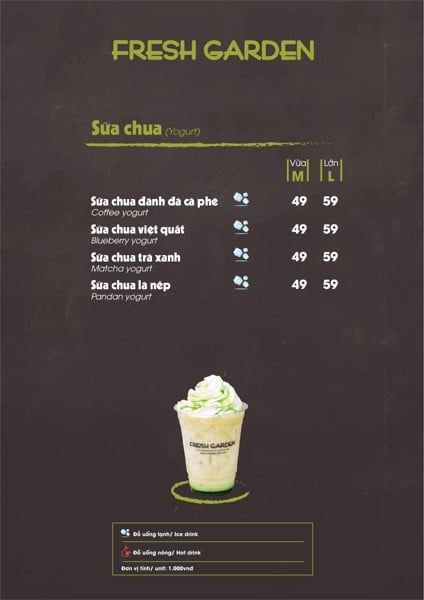 FRESH GARDEN
Sữa chua (Yogurt)
Vừa Lớn
M L
Sữa chua đánh đá cà phê 49 59
Coffee yogurt
Sữa chua việt quất 49 59
Blueberry yogurt
Sữa chua trà xanh 49 59
Matcha yogurt
Sữa chua lá nếp 49 59
Pandan yogurt
FRESH GARDEN
Đồ uống lạnh/ Ice drink
Đồ uống nóng/ Hot drink
Đơn vị tính/ unit: 1.000vnđ